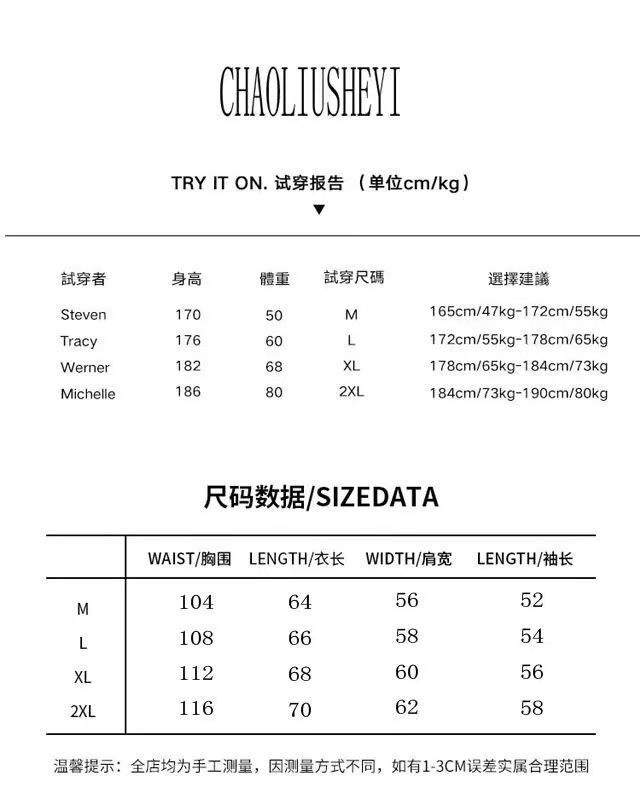 CHAOLIUSHEYI
TRY IT ON. 试穿报告 （单位cm/kg）
試穿者 身高 體重 試穿尺碼 選擇建議
Steven 170 50 M 165cm/47kg-172cm/55kg
Tracy 176 60 L 172cm/55kg-178cm/65kg
Werner 182 68 XL 178cm/65kg-184cm/73kg
Michelle 186 80 2XL 184cm/73kg-190cm/80kg
尺码数据/SIZEDATA
WAIST/胸围 LENGTH/衣长 WIDTH/肩宽 LENGTH/袖长
M 104 64 56 52
L 108 66 58 54
XL 112 68 60 56
2XL 116 70 62 58
温馨提示：全店均为手工测量，因测量方式不同，如有1-3CM误差实属合理范围